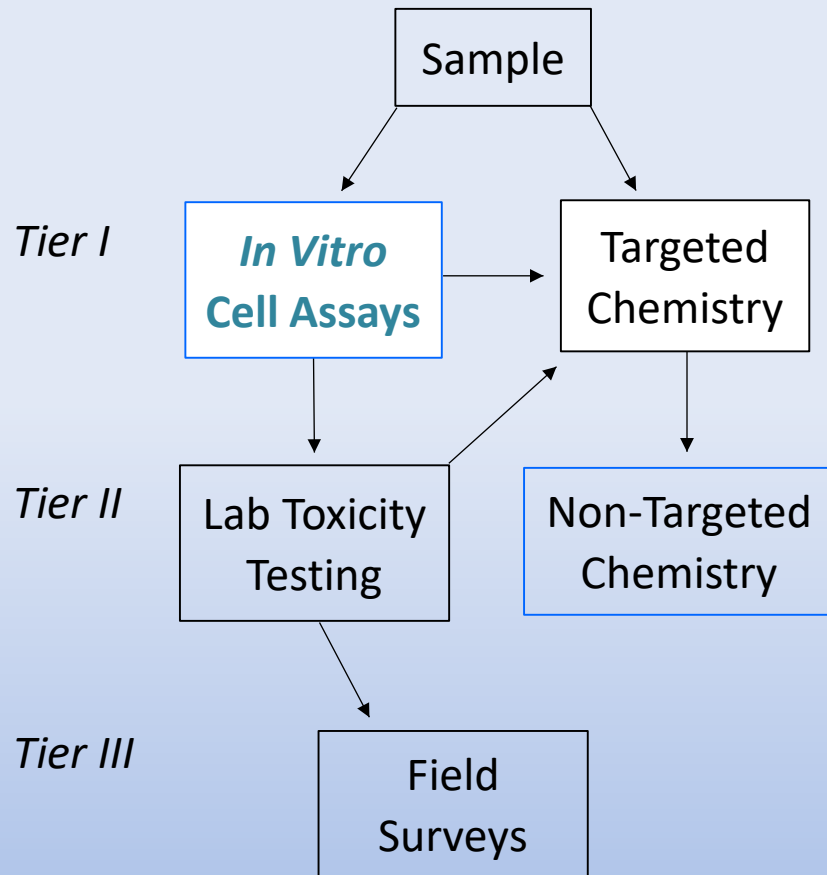 Sample
Tier I
In Vitro
Cell Assays
Targeted
Chemistry
Tier II
Lab Toxicity
Testing
Non-Targeted
Chemistry
Tier III
Field
Surveys